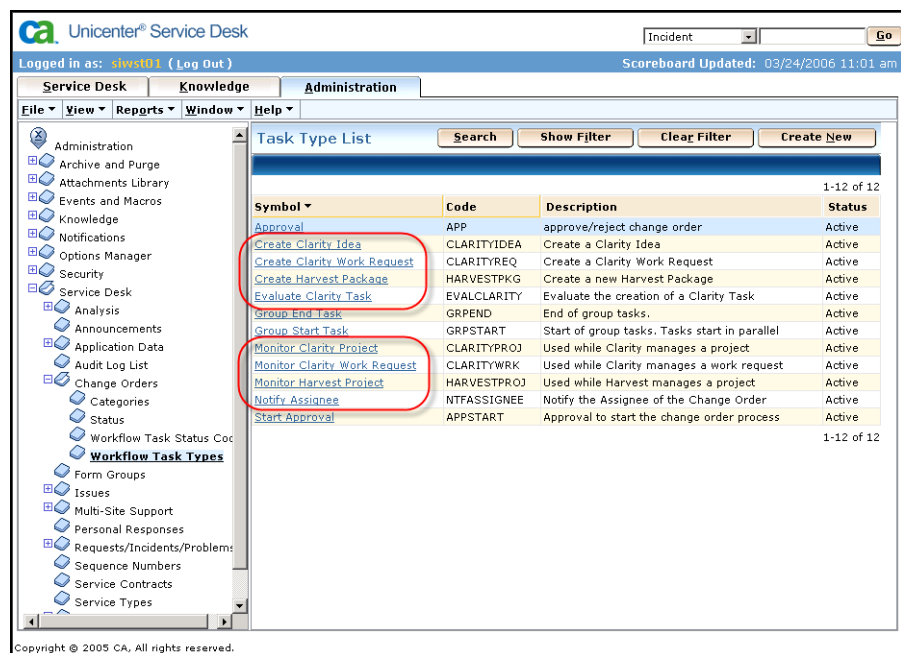 ca Unicenter® Service Desk
Incident Go
Logged in as: siwst01 (Log Out) Scoreboard Updated: 03/24/2006 11:01 am
Service Desk Knowledge Administration
File View Reports Window Help
Administration
Archive and Purge
Attachments Library
Events and Macros
Knowledge
Notifications
Options Manager
Security
Service Desk
Analysis
Announcements
Application Data
Audit Log List
Change Orders
Categories
Status
Workflow Task Status Coc
Workflow Task Types
Form Groups
Issues
Multi-Site Support
Personal Responses
Requests/Incidents/Problems
Sequence Numbers
Service Contracts
Service Types
Task Type List Search Show Filter Clear Filter Create New
1-12 of 12
Symbol Code Description Status
Approval APP approve/reject change order Active
Create Clarity Idea CLARITYIDEA Create a Clarity Idea Active
Create Clarity Work Request CLARITYREQ Create a Clarity Work Request Active
Create Harvest Package HARVESTPKG Create a new Harvest Package Active
Evaluate Clarity Task EVALCLARITY Evaluate the creation of a Clarity Task Active
Group End Task GRPEND End of group tasks. Active
Group Start Task GRPSTART Start of group tasks. Tasks start in parallel Active
Monitor Clarity Project CLARITYPROJ Used while Clarity manages a project Active
Monitor Clarity Work Request CLARITYWRK Used while Clarity manages a work request Active
Monitor Harvest Project HARVESTPROJ Used while Harvest manages a project Active
Notify Assignee NTFASSIGNEE Notify the Assignee of the Change Order Active
Start Approval APPSTART Approval to start the change order process Active
1-12 of 12
Copyright © 2005 CA, All rights reserved.